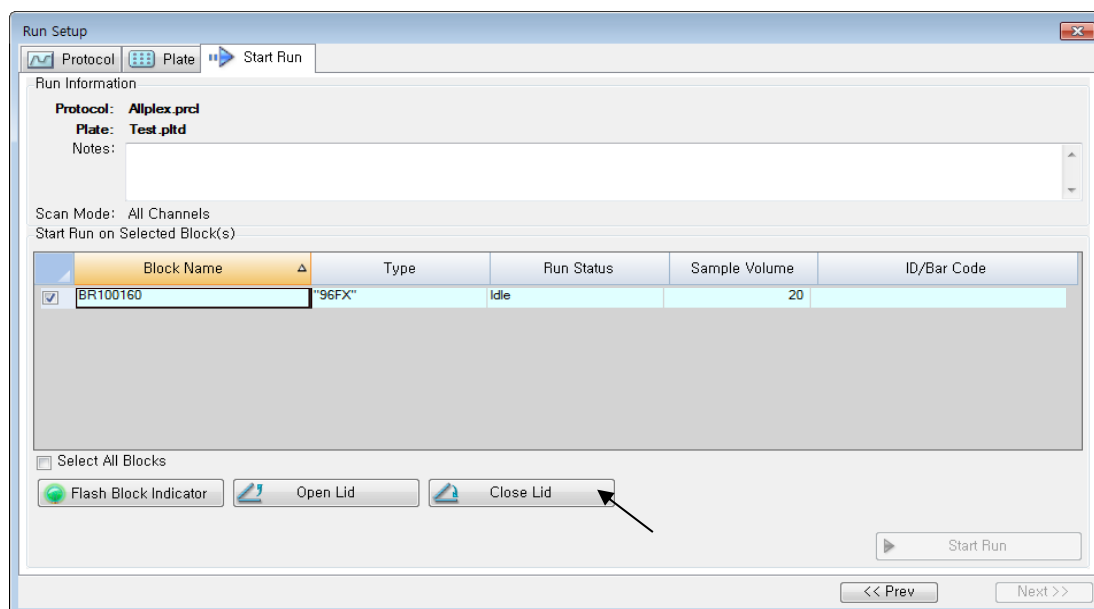 Run Setup
Protocol Plate Start Run
Run Information
Protocol: Allplex.prcl
Plate: Test.pltd
Notes:
Scan Mode: All Channels
Start Run on Selected Block(s)
Block Name Type Run Status Sample Volume ID/Bar Code
BR100160 "96FX" Idle 20
Select All Blocks
Flash Block Indicator Open Lid Close Lid
Start Run
<< Prev Next >>